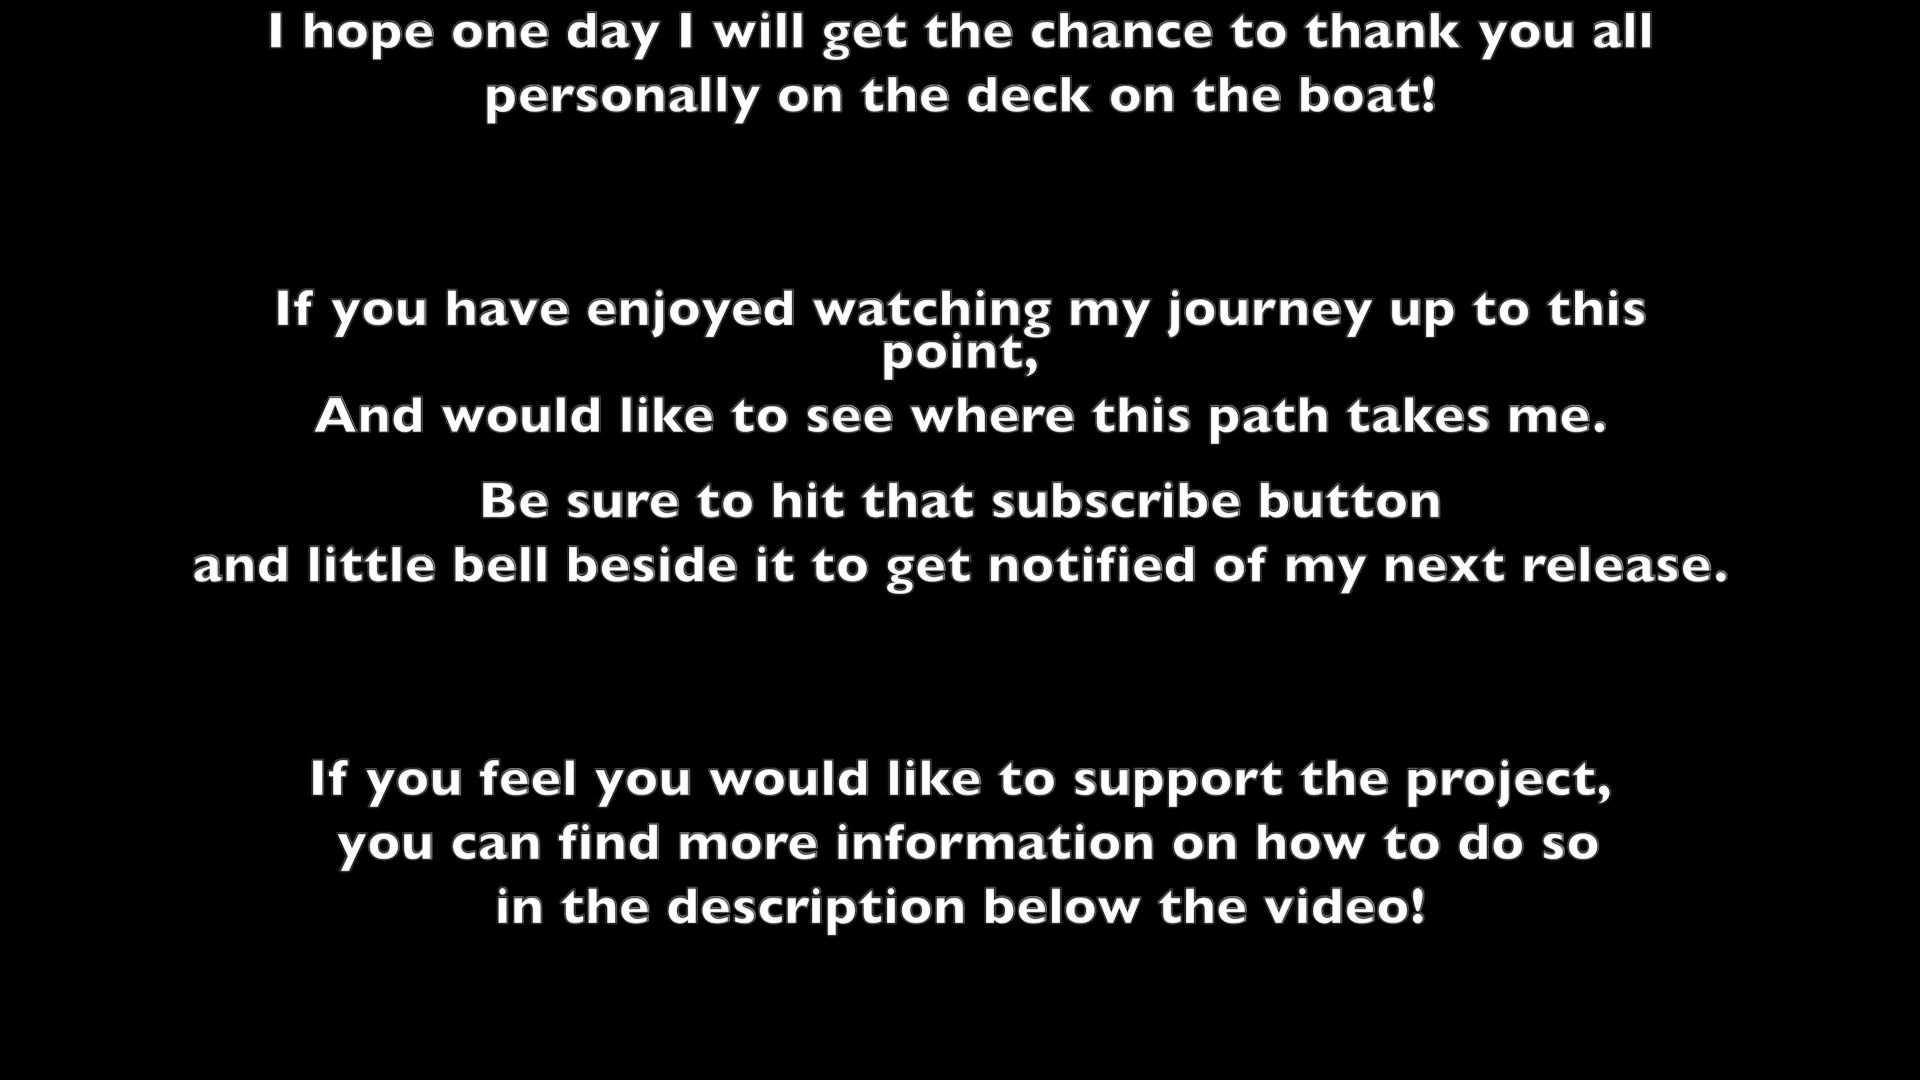 I hope one day I will get the chance to thank you all
personally on the deck on the boat!
If you have enjoyed watching my journey up to this
point,
And would like to see where this path takes me.
Be sure to hit that subscribe button
and little bell beside it to get notified of my next release.
If you feel you would like to support the project,
you can find more information on how to do so
in the description below the video!